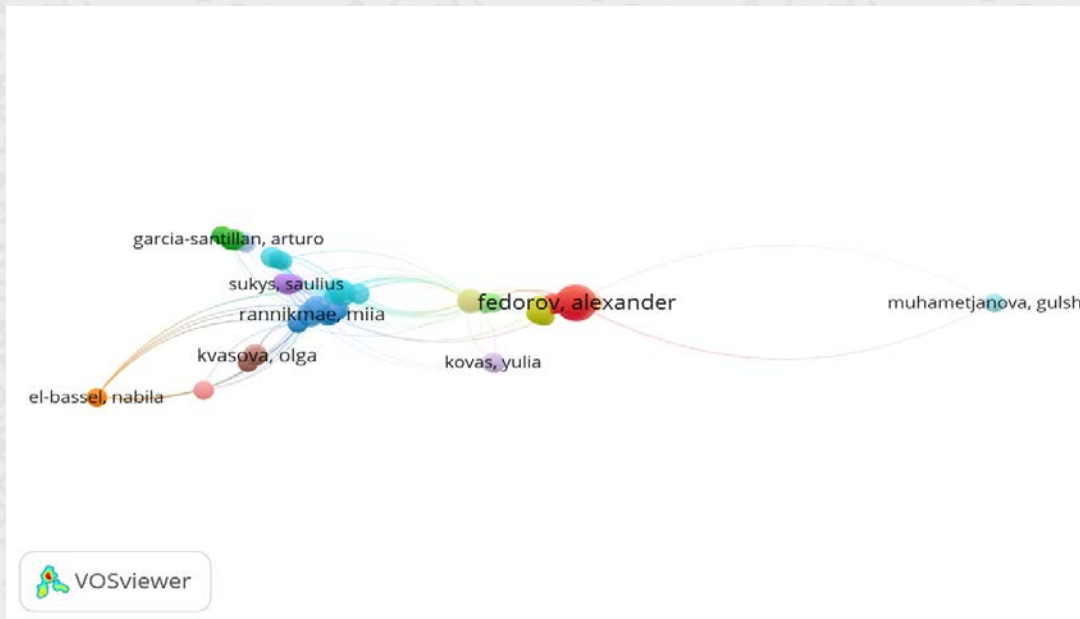 garcia-santillan, arturo
sukys, saulius
rannikmae, miia
fedorov, alexander
muhametjanova, gulsh
kvasova, olga
kovas, yulia
el-bassel, nabila
VOSviewer